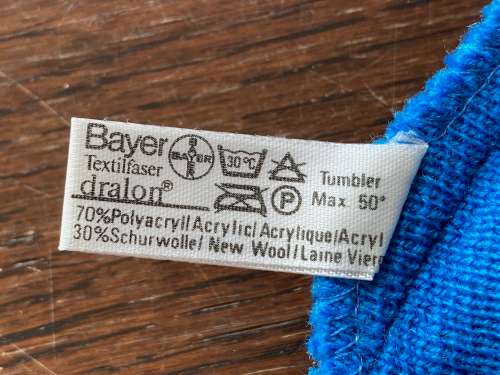 Bayer
BAYER
Textilfaser
dralon®
30°C
P
Tumbler
Max. 50°
70%Polyacryl/Acrylic/Acrylique/Acryl
30%Schurwolle/New Wool/Laine Vier